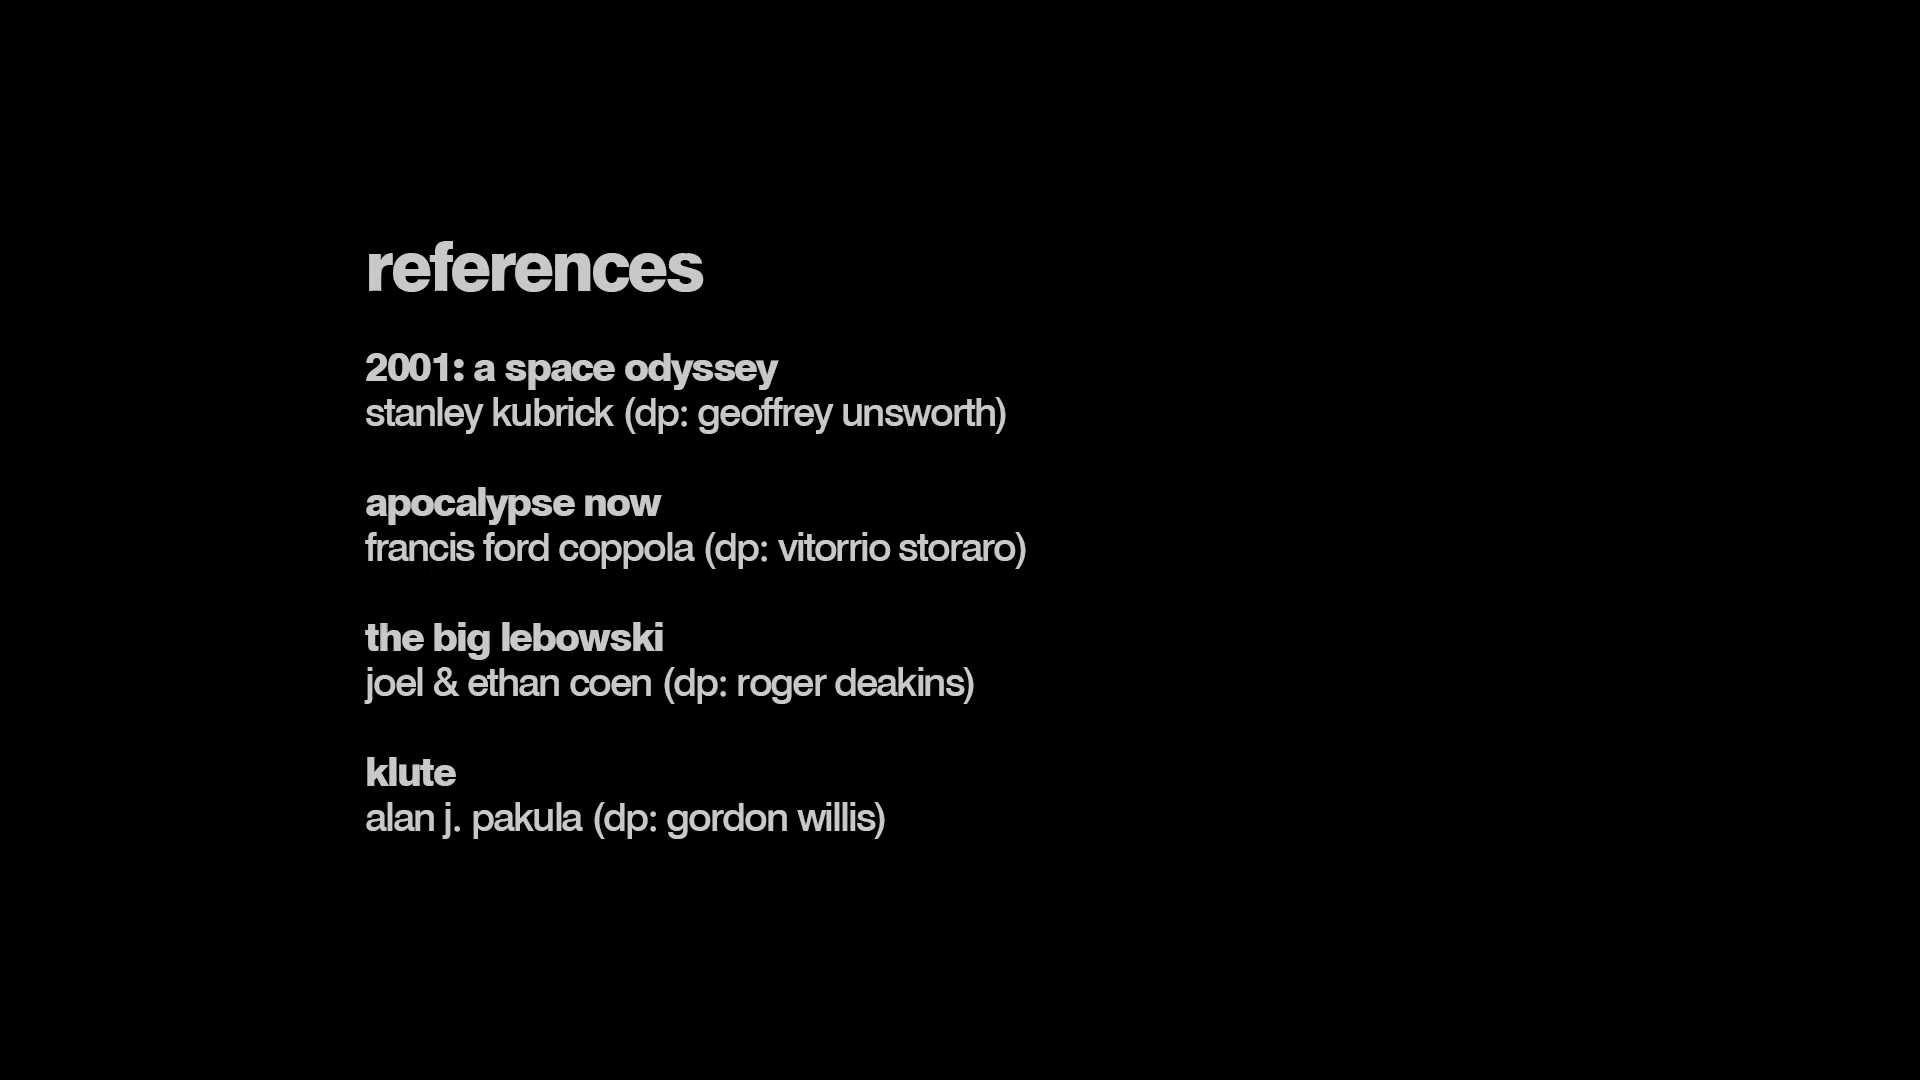 references
2001: a space odyssey
stanley kubrick (dp: geoffrey unsworth)
apocalypse now
francis ford coppola (dp: vitorrio storaro)
the big lebowski
joel & ethan coen (dp: roger deakins)
klute
alan j. pakula (dp: gordon willis)